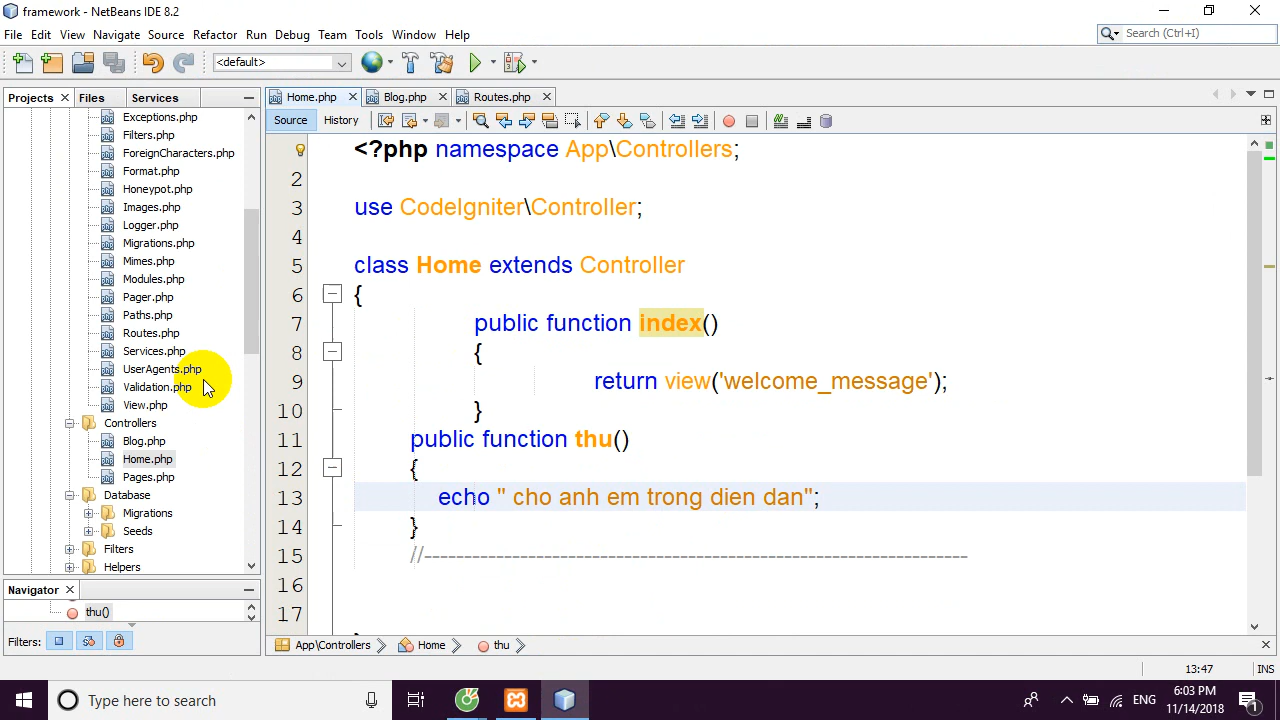 framework - NetBeans IDE 8.2
File Edit View Navigate Source Refactor Run Debug Team Tools Window Help
Search (Ctrl+I)
<default>
Projects Files Services
Home.php Blog.php Routes.php
Source History
Exceptions.php
Filters.php
ForeignCharacters.php
Format.php
Honeypot.php
Images.php
Logger.php
Migrations.php
Mimes.php
Modules.php
Pager.php
Paths.php
Routes.php
Services.php
UserAgents.php
Validation.php
View.php
Controllers
Blog.php
Home.php
Pages.php
Database
Migrations
Seeds
Filters
Helpers
Navigator
thu()
Filters:
<?php namespace App\Controllers;
2
3 use CodeIgniter\Controller;
4
5 class Home extends Controller
6 {
7 public function index()
8 {
9 return view('welcome_message');
10 }
11 public function thu()
12 {
13 echo " cho anh em trong dien dan";
14 }
15 //--------------------------------------------------------------------
16
17
App\Controllers Home thu
13:47 INS
Type here to search
ENG
6:03 PM
11/14/2018
1